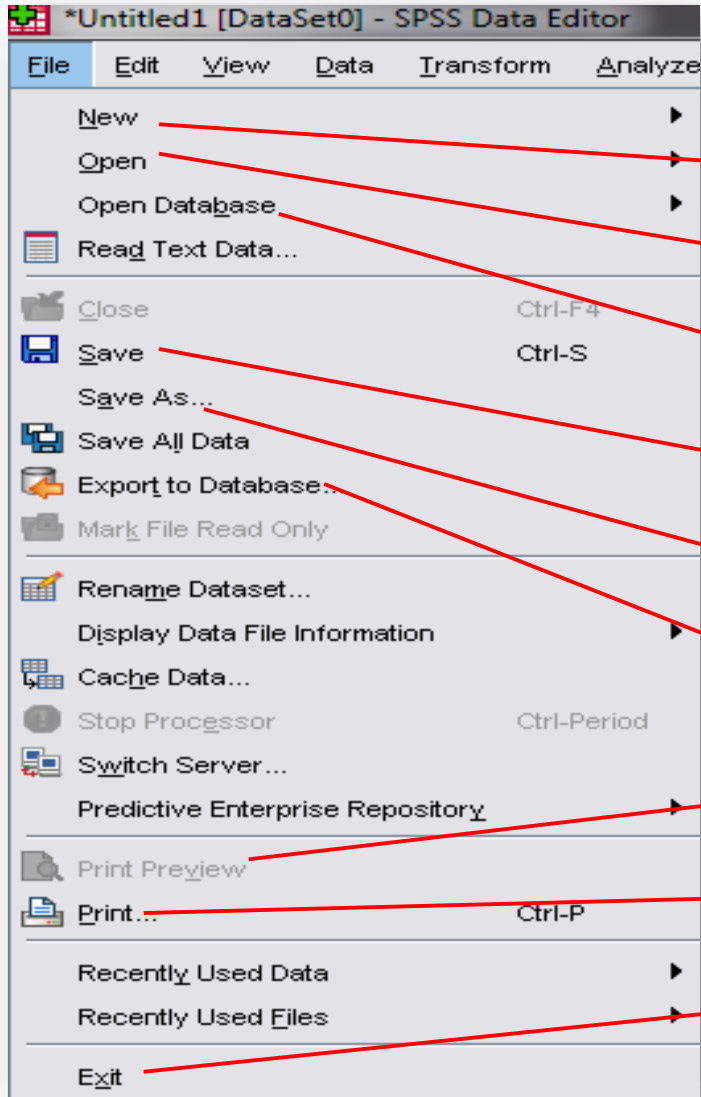 *Untitled1 [DataSet0] - SPSS Data Editor
File Edit View Data Transform Analyze
New
Open
Open Database
Read Text Data...
Close Ctrl-F4
Save Ctrl-S
Save As...
Save All Data
Export to Database...
Mark File Read Only
Rename Dataset...
Display Data File Information
Cache Data...
Stop Processor Ctrl-Period
Switch Server...
Predictive Enterprise Repository
Print Preview
Print... Ctrl-P
Recently Used Data
Recently Used Files
Exit